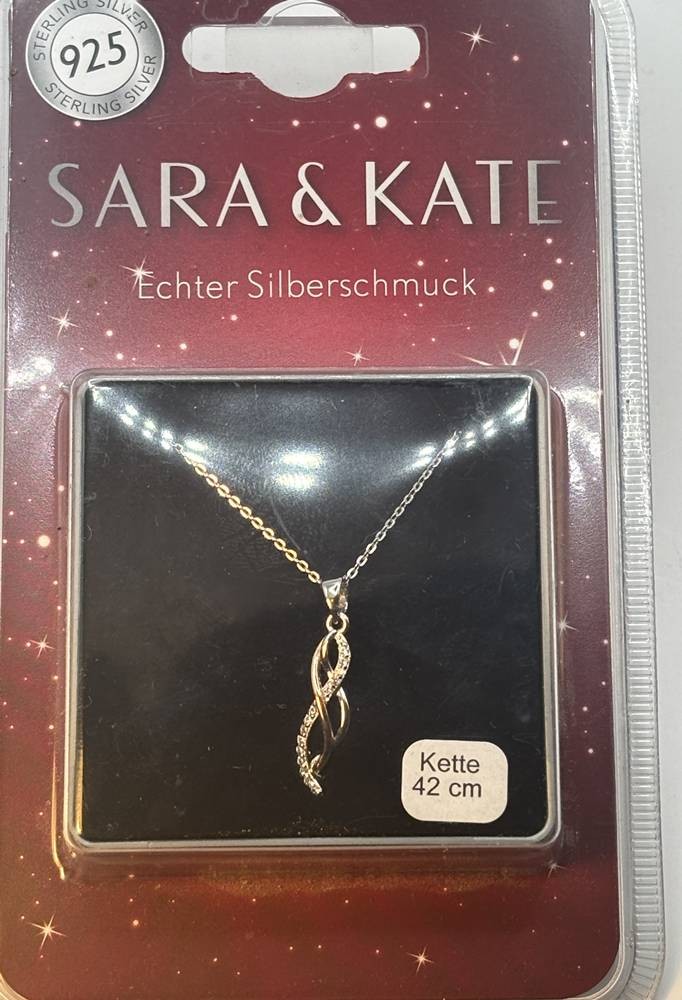 STERLING SILVER
925
STERLING SILVER
SARA & KATE
Echter Silberschmuck
Kette
42 cm